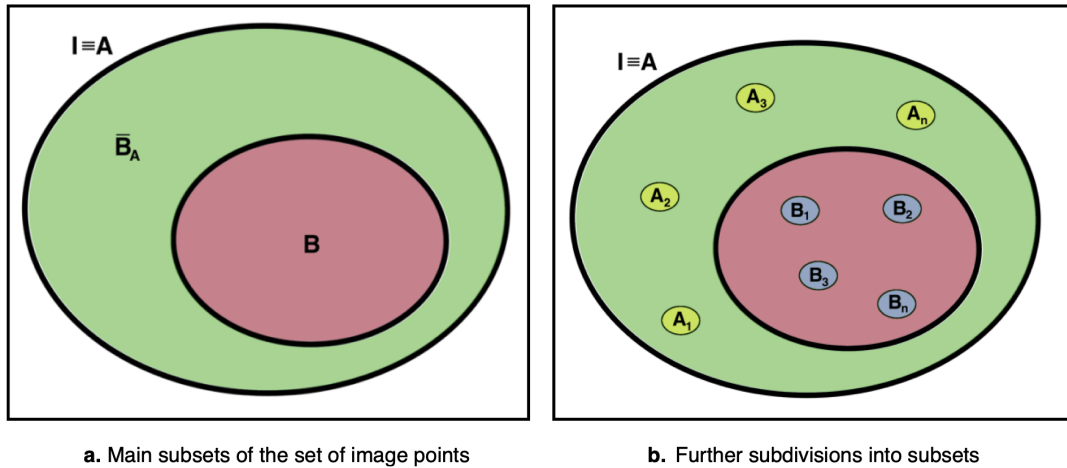 I≡A
B̅A
B
a. Main subsets of the set of image points
I≡A
A3
An
A2
B1
B2
B3
Bn
A1
b. Further subdivisions into subsets